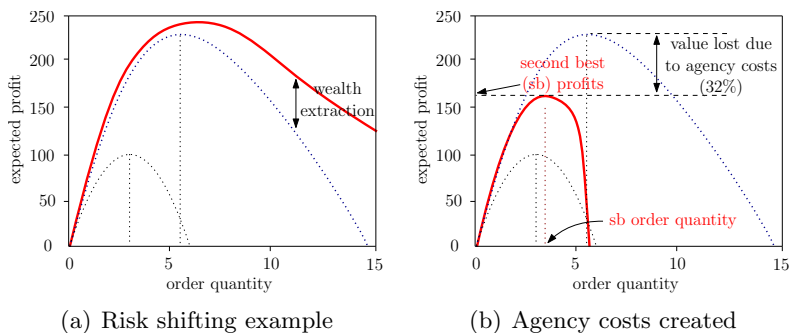 250
200
150
100
50
0
expected profit
wealth
extraction
0
5
10
15
order quantity
(a) Risk shifting example
250
200
150
100
50
0
expected profit
second best
(sb) profits
value lost due
to agency costs
(32%)
sb order quantity
0
5
10
15
order quantity
(b) Agency costs created